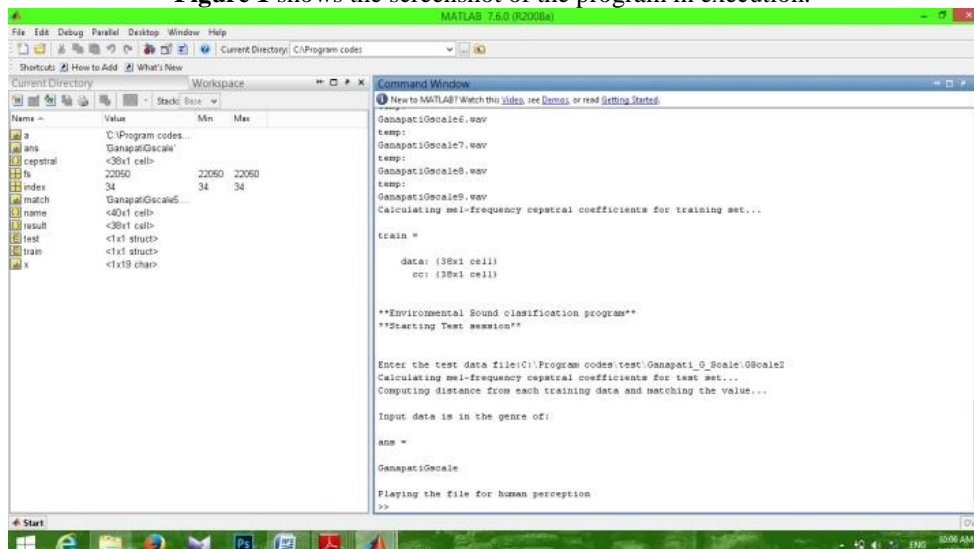 Figure 1 shows the screenshot of the program in execution.
MATLAB 7.6.0 (R2008a)
File Edit Debug Parallel Desktop Window Help
Current Directory: C:\Program codes
Shortcuts How to Add What's New
Current Directory Workspace
Stack: Base
Name Value Min Max
a 'C:\Program codes...
ans 'GanapatiGscale'
cepstral <38x1 cell>
fs 22050 22050 22050
index 34 34 34
match 'GanapatiGscale5....
name <40x1 cell>
result <38x1 cell>
test <1x1 struct>
train <1x1 struct>
x <1x19 char>
Command Window
New to MATLAB? Watch this Video, see Demos, or read Getting Started.
temp:
GanapatiGscale6.wav
temp:
GanapatiGscale7.wav
temp:
GanapatiGscale8.wav
temp:
GanapatiGscale9.wav
Calculating mel-frequency cepstral coefficients for training set...
train =
data: {38x1 cell}
cc: {38x1 cell}
**Environmental Sound clasification program**
**Starting Test session**
Enter the test data file:C:\Program codes\test\Ganapati_G_Scale\GScale2
Calculating mel-frequency cepstral coefficients for test set...
Computing distance from each training data and matching the value...
Input data is in the genre of:
ans =
GanapatiGscale
Playing the file for human perception
>>
Start
Ps
ENG 10:06 AM